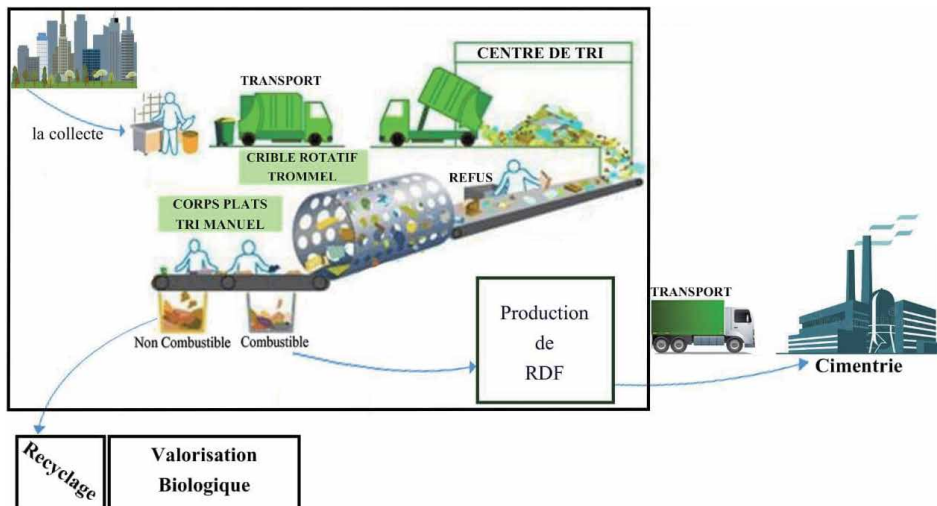 CENTRE DE TRI
TRANSPORT
la collecte
CRIBLE ROTATIF
TROMMEL
REFUS
CORPS PLATS
TRI MANUEL
TRANSPORT
Production
de
RDF
Non Combustible
Combustible
Cimentrie
Recyclage
Valorisation
Biologique